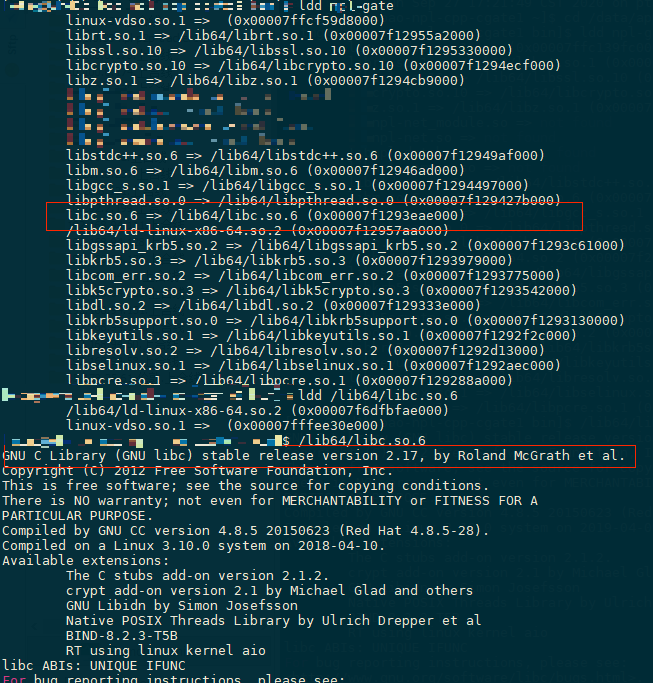 ldd mcl-gate
linux-vdso.so.1 =>  (0x00007ffcf59d8000)
librt.so.1 => /lib64/librt.so.1 (0x00007f12955a2000)
libssl.so.10 => /lib64/libssl.so.10 (0x00007f1295330000)
libcrypto.so.10 => /lib64/libcrypto.so.10 (0x00007f1294ecf000)
libz.so.1 => /lib64/libz.so.1 (0x00007f1294cb9000)
libstdc++.so.6 => /lib64/libstdc++.so.6 (0x00007f12949af000)
libm.so.6 => /lib64/libm.so.6 (0x00007f12946ad000)
libgcc_s.so.1 => /lib64/libgcc_s.so.1 (0x00007f1294497000)
libpthread.so.0 => /lib64/libpthread.so.0 (0x00007f129427b000)
libc.so.6 => /lib64/libc.so.6 (0x00007f1293eae000)
/lib64/ld-linux-x86-64.so.2 (0x00007f12957aa000)
libgssapi_krb5.so.2 => /lib64/libgssapi_krb5.so.2 (0x00007f1293c61000)
libkrb5.so.3 => /lib64/libkrb5.so.3 (0x00007f1293979000)
libcom_err.so.2 => /lib64/libcom_err.so.2 (0x00007f1293775000)
libk5crypto.so.3 => /lib64/libk5crypto.so.3 (0x00007f1293542000)
libdl.so.2 => /lib64/libdl.so.2 (0x00007f129333e000)
libkrb5support.so.0 => /lib64/libkrb5support.so.0 (0x00007f1293130000)
libkeyutils.so.1 => /lib64/libkeyutils.so.1 (0x00007f1292f2c000)
libresolv.so.2 => /lib64/libresolv.so.2 (0x00007f1292d13000)
libselinux.so.1 => /lib64/libselinux.so.1 (0x00007f1292aec000)
libpcre.so.1 => /lib64/libpcre.so.1 (0x00007f129288a000)
ldd /lib64/libc.so.6
/lib64/ld-linux-x86-64.so.2 (0x00007f6dfbfae000)
linux-vdso.so.1 =>  (0x00007fffee30e000)
$ /lib64/libc.so.6
GNU C Library (GNU libc) stable release version 2.17, by Roland McGrath et al.
Copyright (C) 2012 Free Software Foundation, Inc.
This is free software; see the source for copying conditions.
There is NO warranty; not even for MERCHANTABILITY or FITNESS FOR A
PARTICULAR PURPOSE.
Compiled by GNU CC version 4.8.5 20150623 (Red Hat 4.8.5-28).
Compiled on a Linux 3.10.0 system on 2018-04-10.
Available extensions:
The C stubs add-on version 2.1.2.
crypt add-on version 2.1 by Michael Glad and others
GNU Libidn by Simon Josefsson
Native POSIX Threads Library by Ulrich Drepper et al
BIND-8.2.3-T5B
RT using linux kernel aio
libc ABIs: UNIQUE IFUNC
For bug reporting instructions, please see: